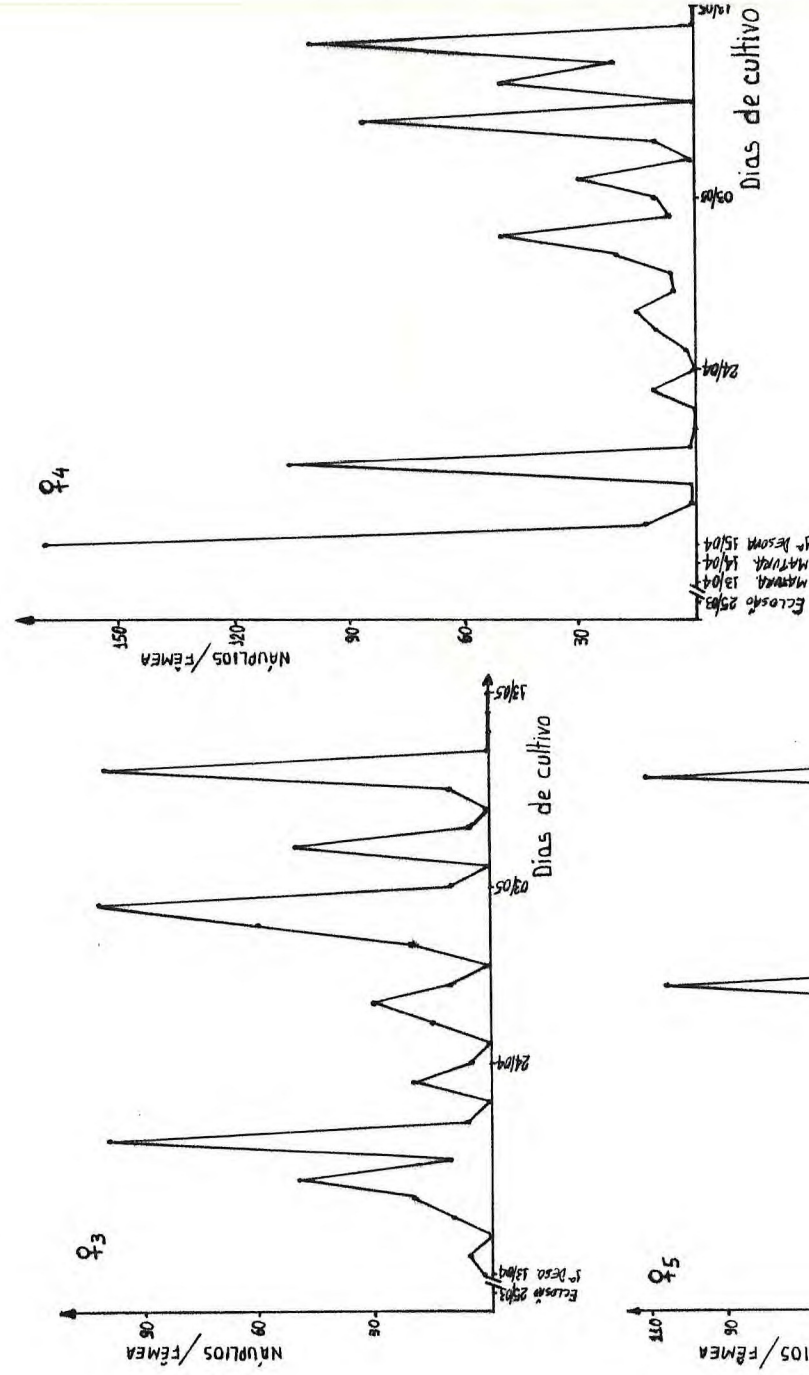 ♀4
NÁUPLIOS/FÊMEA
150
120
90
60
30
ECLOSÃO 25/03
MATURA. 13/04
MATURA. 14/04
1ª DESOVA 15/04
24/04
03/05
Dias de cultivo
♀3
NÁUPLIOS/FÊMEA
90
60
30
ECLOSÃO 25/03
1ª DESO. 13/04
24/04
03/05
13/05
Dias de cultivo
♀5
IOS/FÊMEA
110
90